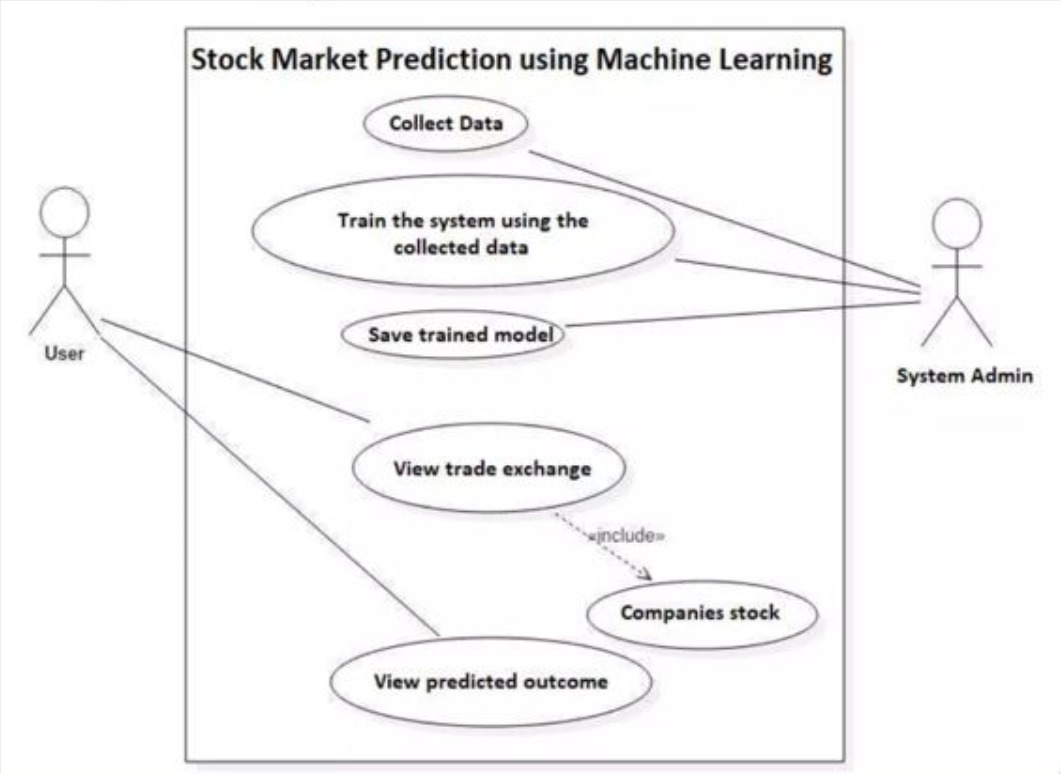 Stock Market Prediction using Machine Learning
Collect Data
Train the system using the
collected data
Save trained model
User
System Admin
View trade exchange
«include»
Companies stock
View predicted outcome